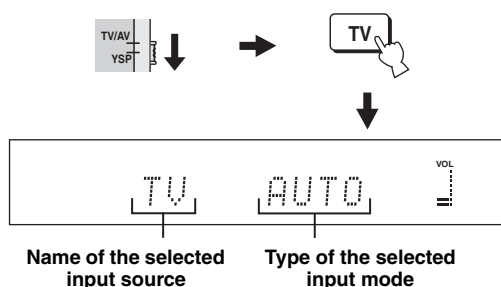 TV/AV
YSP
TV
VOL
TV AUTO
Name of the selected input source
Type of the selected input mode